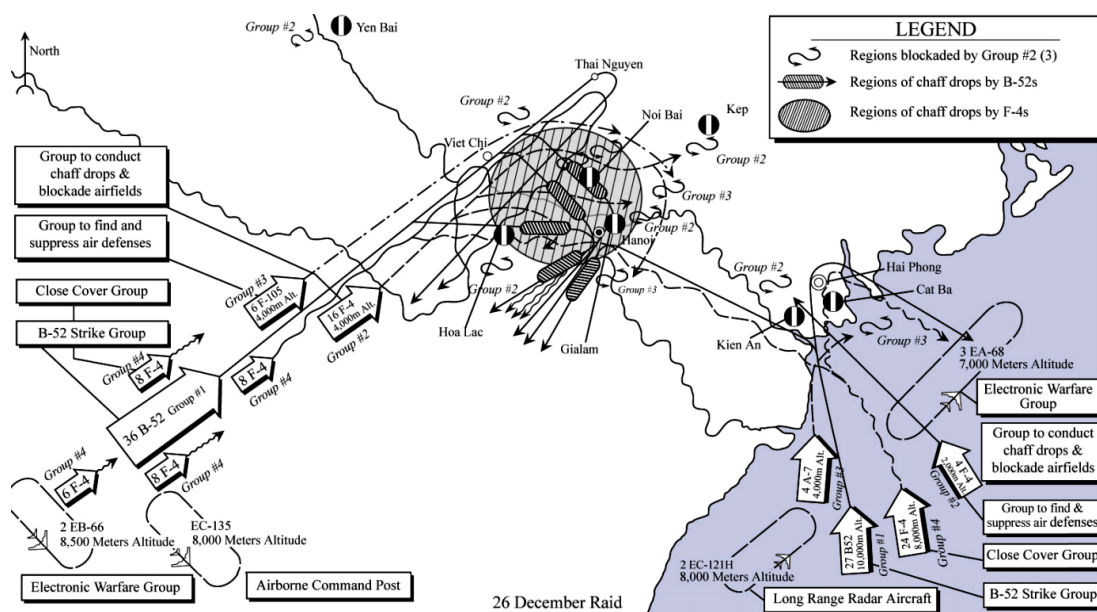 LEGEND
Regions blockaded by Group #2 (3)
Regions of chaff drops by B-52s
Regions of chaff drops by F-4s
Group #2
Yen Bai
North
Thai Nguyen
Group #2
Noi Bai
Kep
Group #2
Viet Chi
Group #3
Group #2
Hanoi
Group #3
Group #2
Hoa Lac
Gialam
Group to conduct
chaff drops &
blockade airfields
Group to find and
suppress air defenses
Close Cover Group
B-52 Strike Group
Group #3
6 F-105
4,000m Alt.
16 F-4
4,000m Alt.
Group #2
Group #4
8 F-4
8 F-4
Group #4
36 B-52 Group #1
Group #4
6 F-4
8 F-4
Group #4
2 EB-66
8,500 Meters Altitude
Electronic Warfare Group
EC-135
8,000 Meters Altitude
Airborne Command Post
Group #2
Hai Phong
Cat Ba
Kien An
Group #3
3 EA-68
7,000 Meters Altitude
Electronic Warfare
Group
Group to conduct
chaff drops &
blockade airfields
4 F-4
2,000m Alt.
Group #2
Group to find &
suppress air defenses
4 A-7
4,000m Alt.
Group #3
24 F-4
8,000m Alt.
Group #4
Close Cover Group
27 B52
10,000m Alt.
Group #1
B-52 Strike Group
2 EC-121H
8,000 Meters Altitude
Long Range Radar Aircraft
26 December Raid